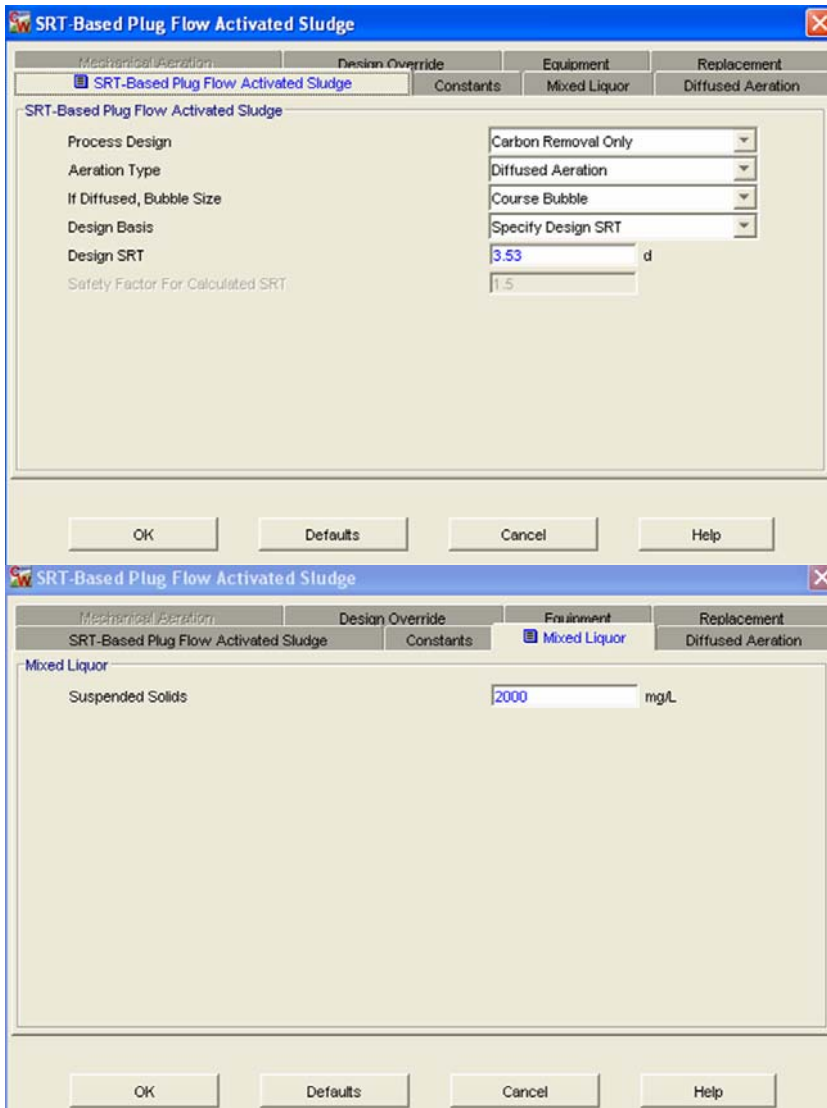 SRT-Based Plug Flow Activated Sludge
Mechanical Aeration Design Override Equipment Replacement
SRT-Based Plug Flow Activated Sludge Constants Mixed Liquor Diffused Aeration
SRT-Based Plug Flow Activated Sludge
Process Design Carbon Removal Only
Aeration Type Diffused Aeration
If Diffused, Bubble Size Course Bubble
Design Basis Specify Design SRT
Design SRT 3.53 d
Safety Factor For Calculated SRT 1.5
OK Defaults Cancel Help
SRT-Based Plug Flow Activated Sludge
Mechanical Aeration Design Override Equipment Replacement
SRT-Based Plug Flow Activated Sludge Constants Mixed Liquor Diffused Aeration
Mixed Liquor
Suspended Solids 2000 mg/L
OK Defaults Cancel Help